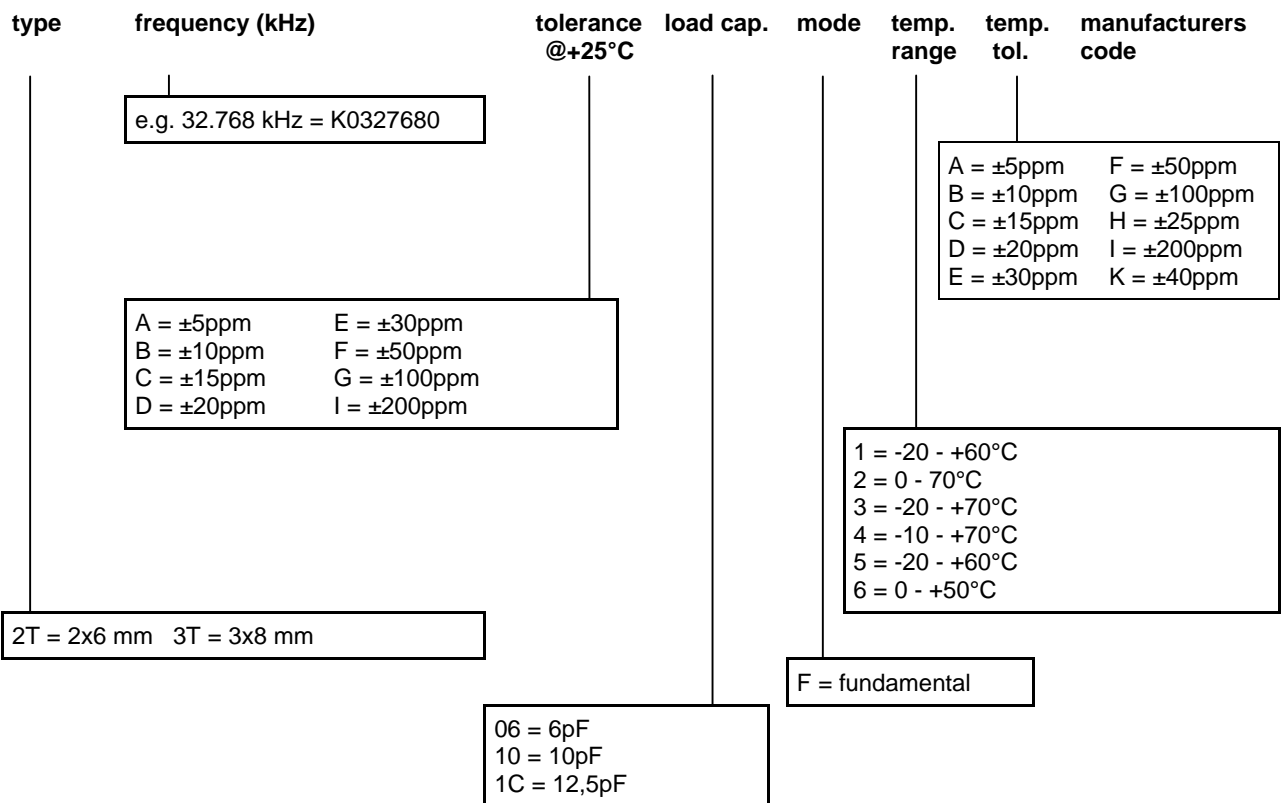 type frequency (kHz) tolerance load cap. mode temp. temp. manufacturers
@+25°C range tol. code
e.g. 32.768 kHz = K0327680
A = ±5ppm F = ±50ppm
B = ±10ppm G = ±100ppm
C = ±15ppm H = ±25ppm
D = ±20ppm I = ±200ppm
E = ±30ppm K = ±40ppm
A = ±5ppm E = ±30ppm
B = ±10ppm F = ±50ppm
C = ±15ppm G = ±100ppm
D = ±20ppm I = ±200ppm
1 = -20 - +60°C
2 = 0 - 70°C
3 = -20 - +70°C
4 = -10 - +70°C
5 = -20 - +60°C
6 = 0 - +50°C
2T = 2x6 mm 3T = 3x8 mm
F = fundamental
06 = 6pF
10 = 10pF
1C = 12,5pF